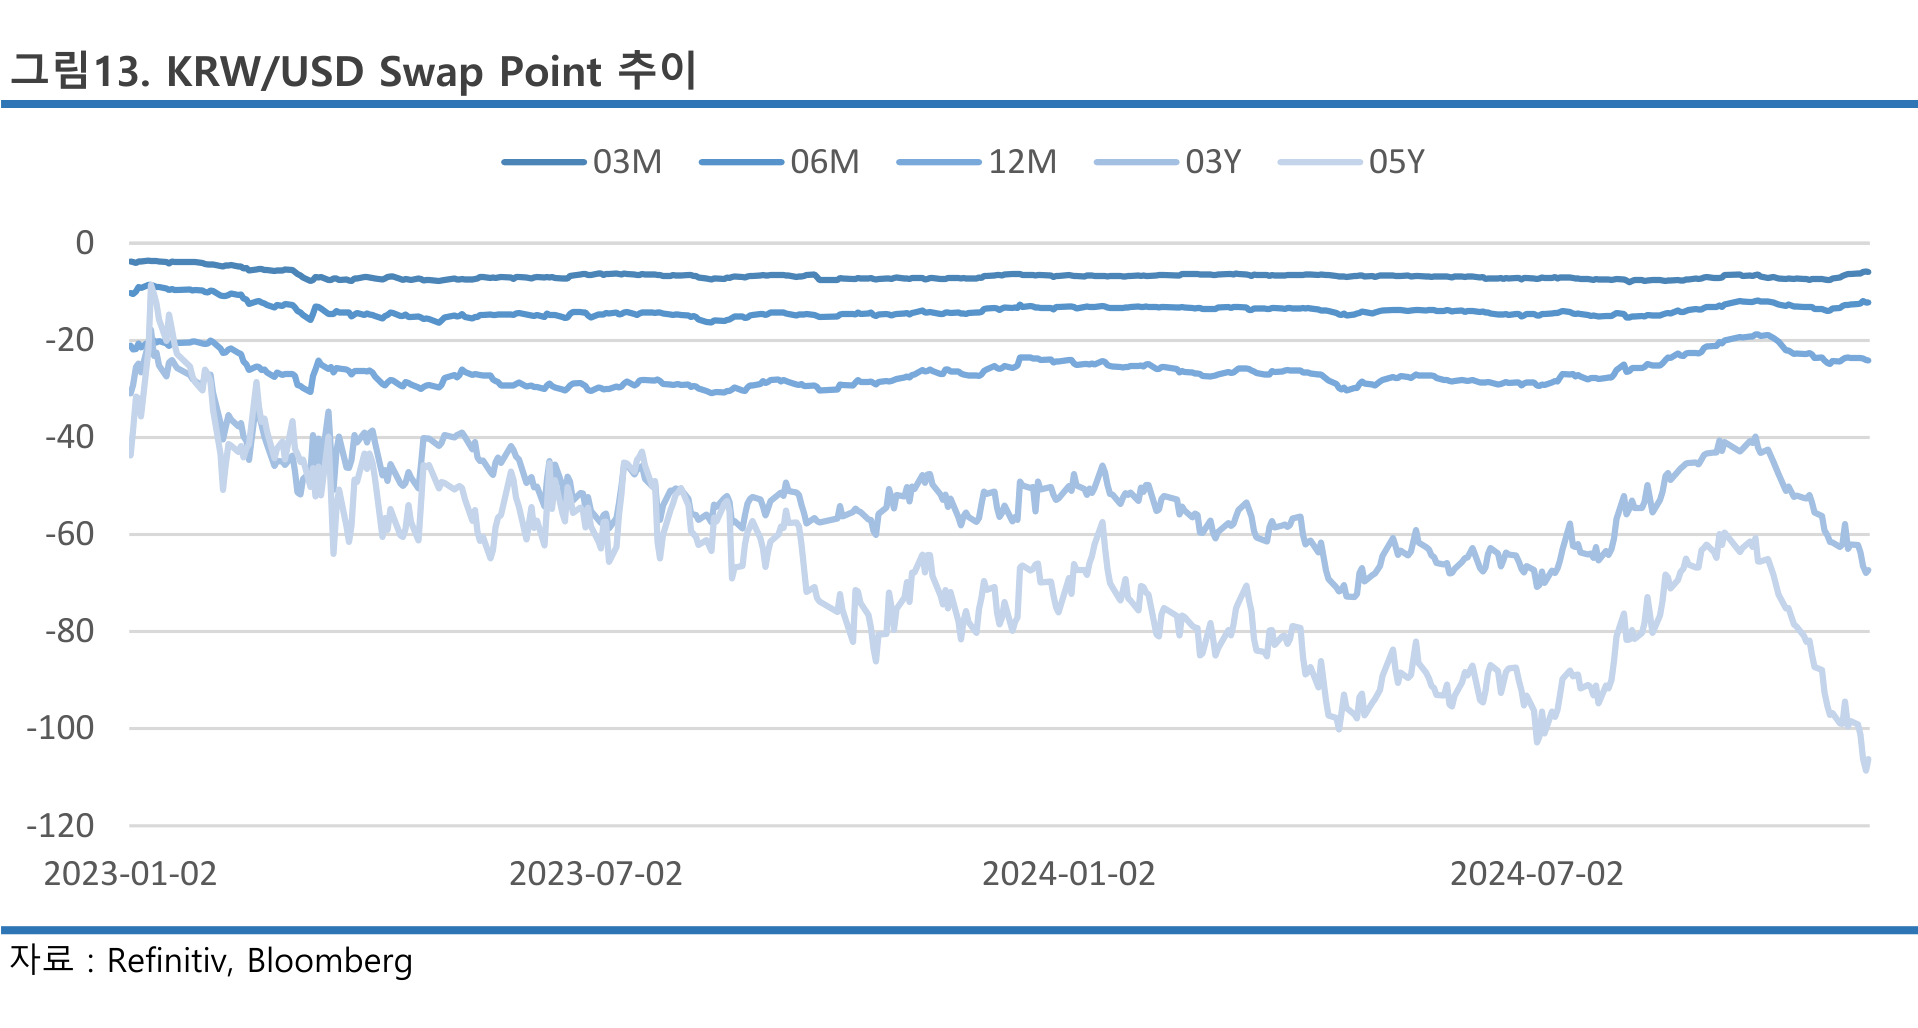 그림13. KRW/USD Swap Point 추이
03M 06M 12M 03Y 05Y
0
-20
-40
-60
-80
-100
-120
2023-01-02 2023-07-02 2024-01-02 2024-07-02
자료 : Refinitiv, Bloomberg